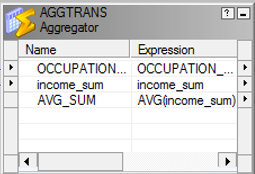 AGGTRANS
Aggregator
?
Name Expression
OCCUPATION... OCCUPATION_...
income_sum income_sum
AVG_SUM AVG(income_sum)